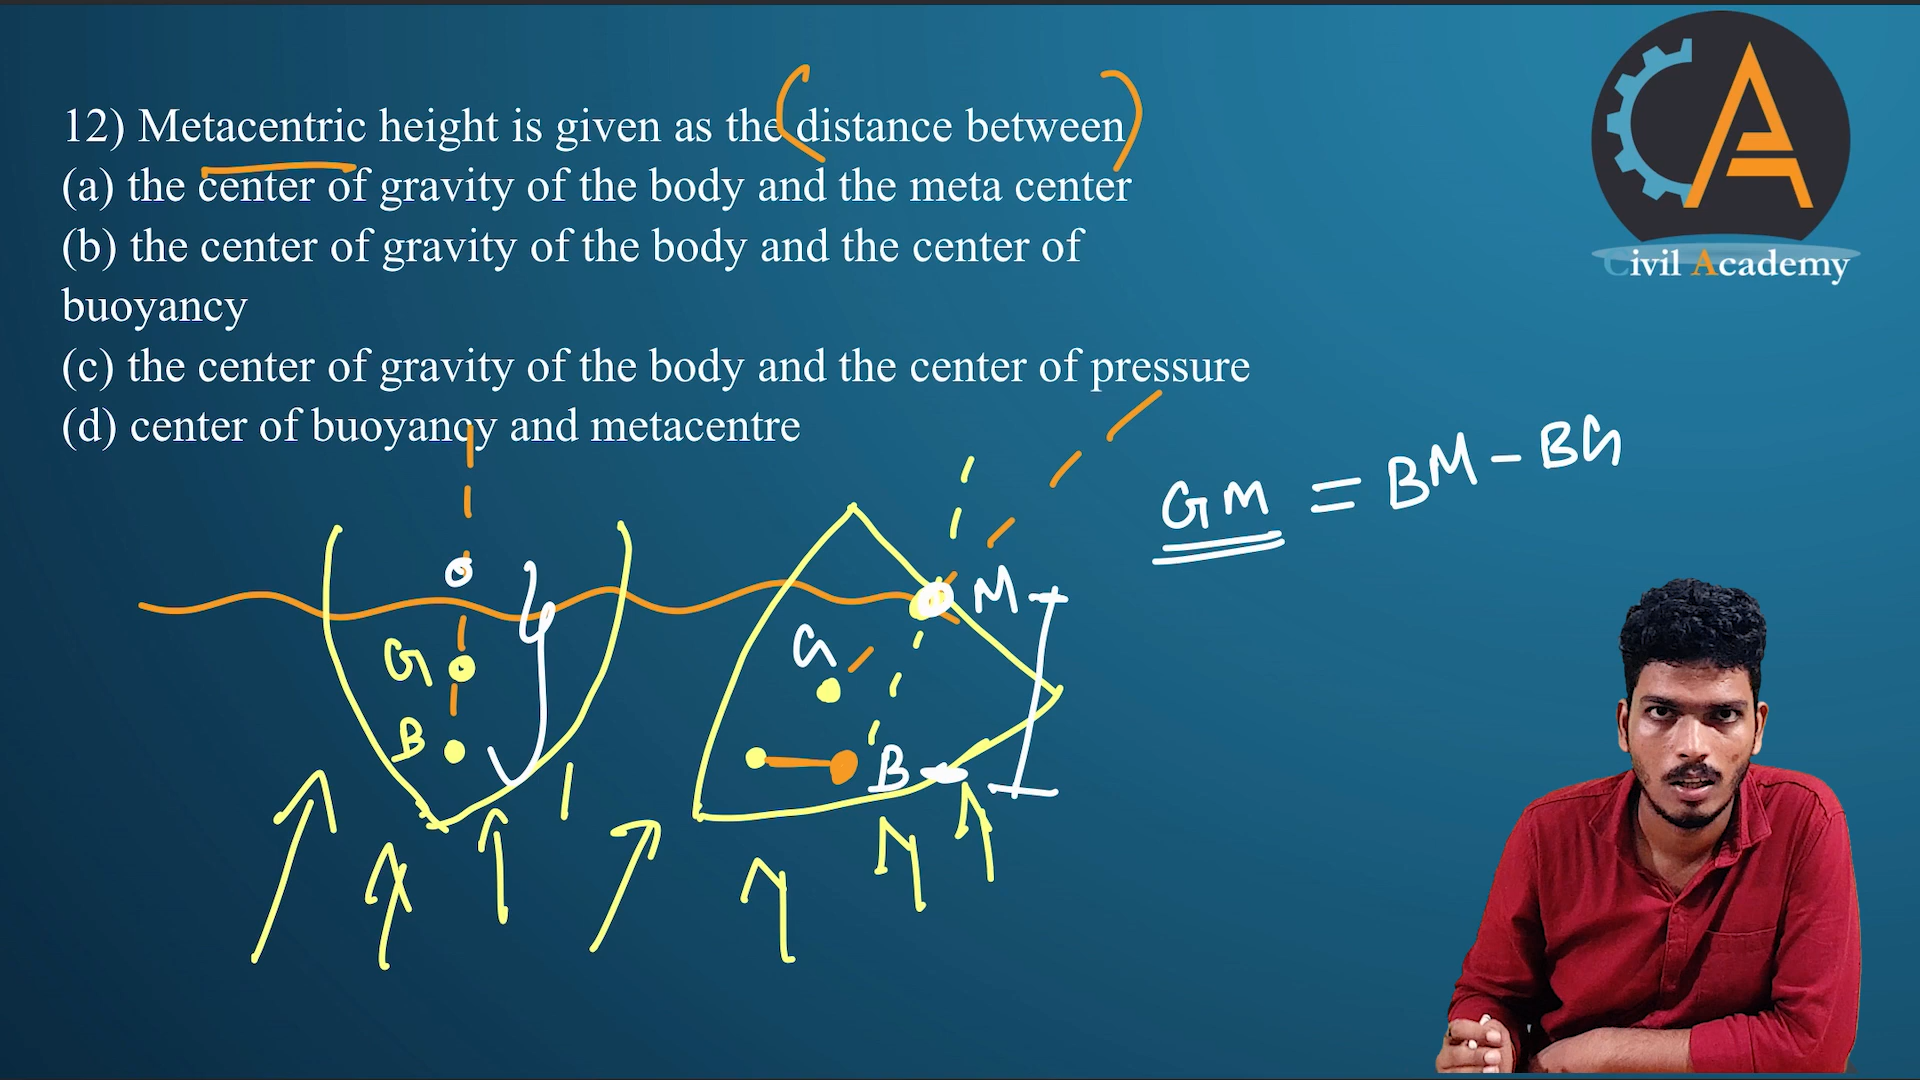 12) Metacentric height is given as the distance between
(a) the center of gravity of the body and the meta center
(b) the center of gravity of the body and the center of
buoyancy
(c) the center of gravity of the body and the center of pressure
(d) center of buoyancy and metacentre
Civil Academy
GM = BM - BG
M
G
G
B
B